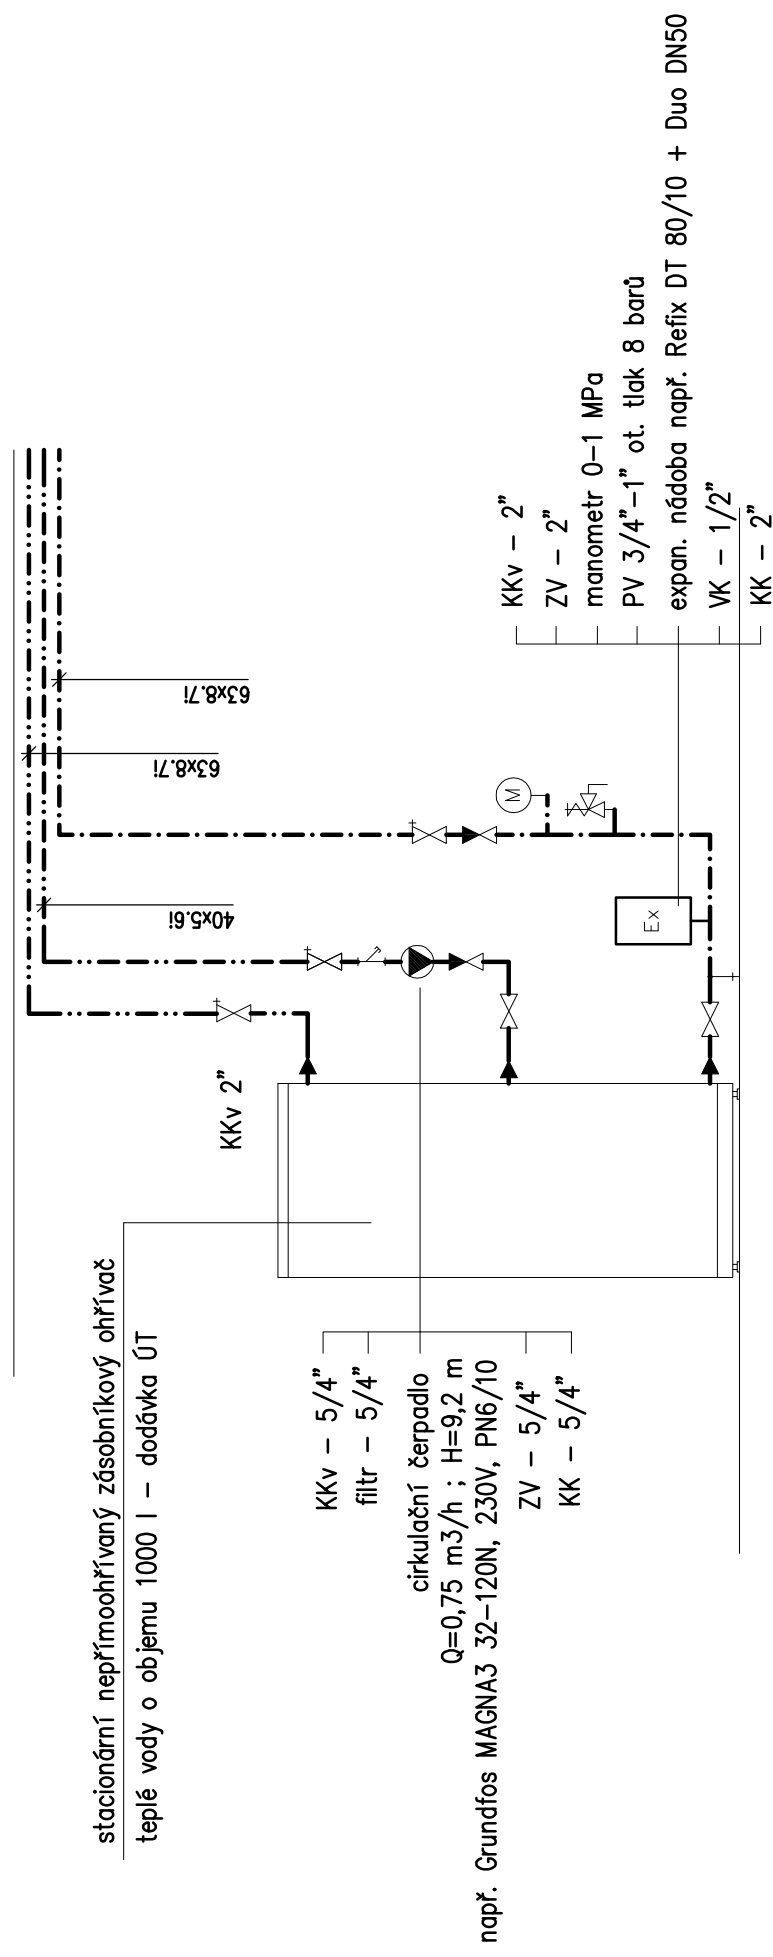 stacionární nepřímoohřívaný zásobníkový ohřívač
teplé vody o objemu 1000 l – dodávka ÚT
KKv 2"
KKv – 5/4"
filtr – 5/4"
cirkulační čerpadlo
Q=0,75 m3/h ; H=9,2 m
např. Grundfos MAGNA3 32–120N, 230V, PN6/10
ZV – 5/4"
KK – 5/4"
40x5.6i
63x8.7i
63x8.7i
M
Ex
KKv – 2"
ZV – 2"
manometr 0–1 MPa
PV 3/4"–1" ot. tlak 8 barů
expan. nádoba např. Refix DT 80/10 + Duo DN50
VK – 1/2"
KK – 2"